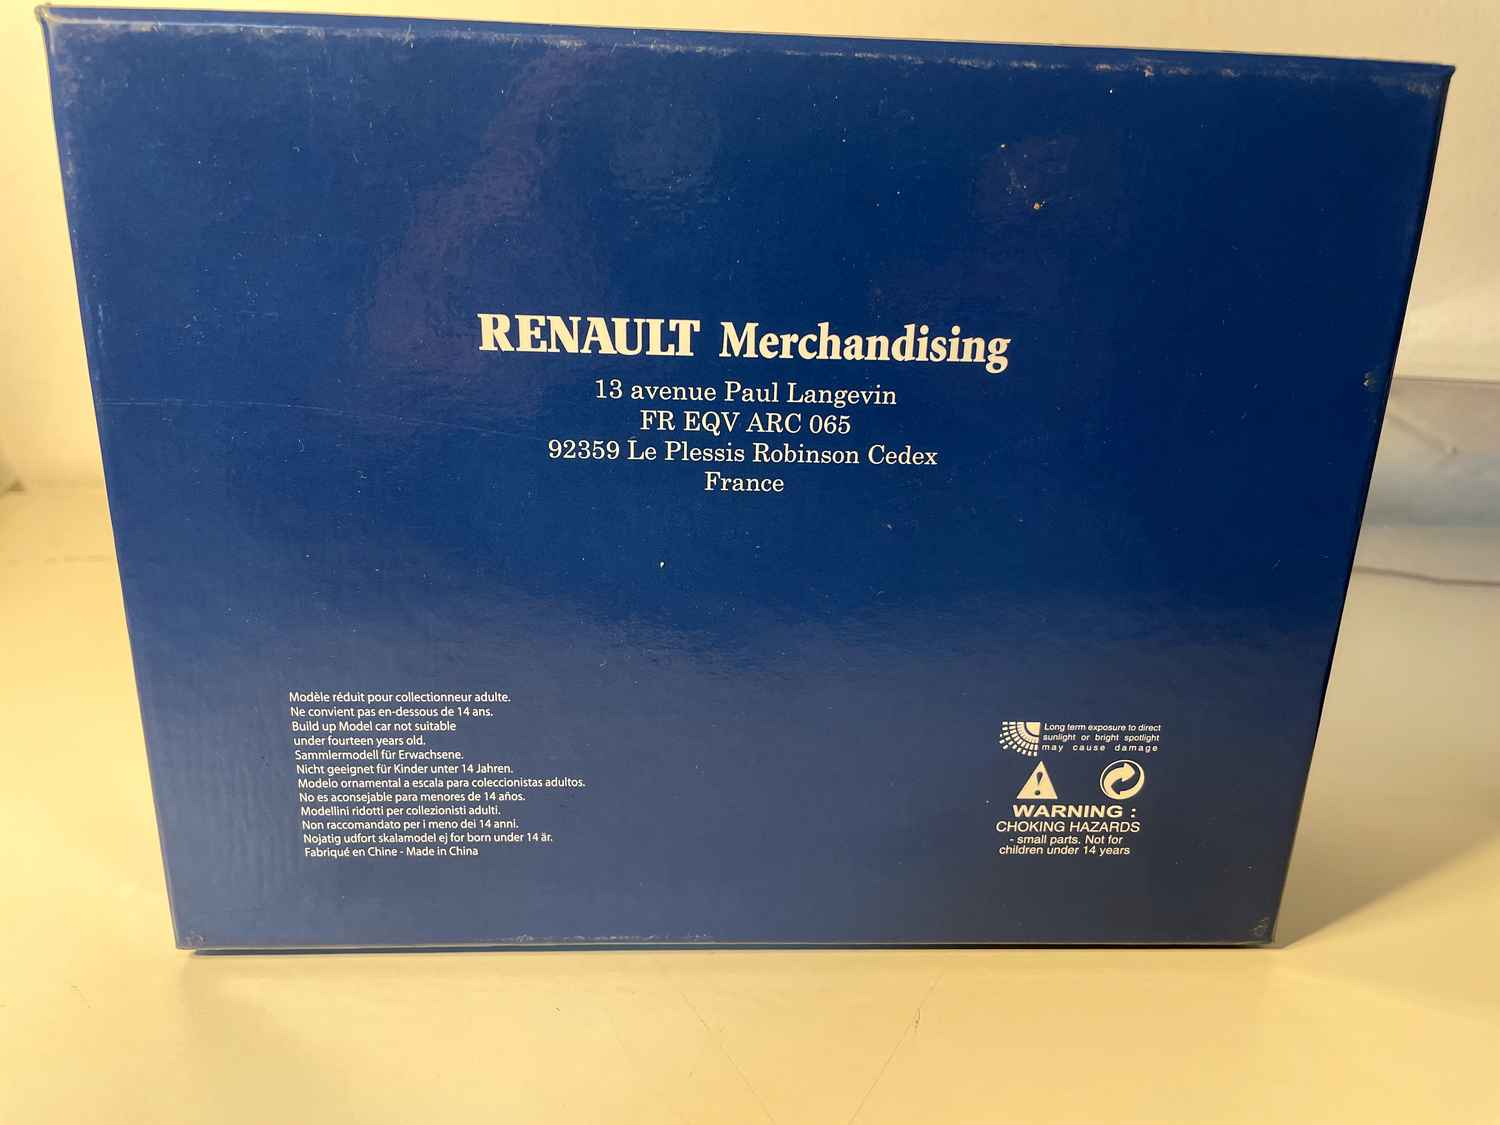 RENAULT Merchandising
13 avenue Paul Langevin
FR EQV ARC 065
92359 Le Plessis Robinson Cedex
France
Modèle réduit pour collectionneur adulte.
Ne convient pas en-dessous de 14 ans.
Build up Model car not suitable
under fourteen years old.
Sammlermodell für Erwachsene.
Nicht geeignet für Kinder unter 14 Jahren.
Modelo ornamental a escala para coleccionistas adultos.
No es aconsejable para menores de 14 años.
Modellini ridotti per collezionisti adulti.
Non raccomandato per i meno dei 14 anni.
Nojatig udfort skalamodel ej for born under 14 år.
Fabriqué en Chine - Made in China
Long term exposure to direct
sunlight or bright spotlight
may cause damage
WARNING :
CHOKING HAZARDS
- small parts. Not for
children under 14 years